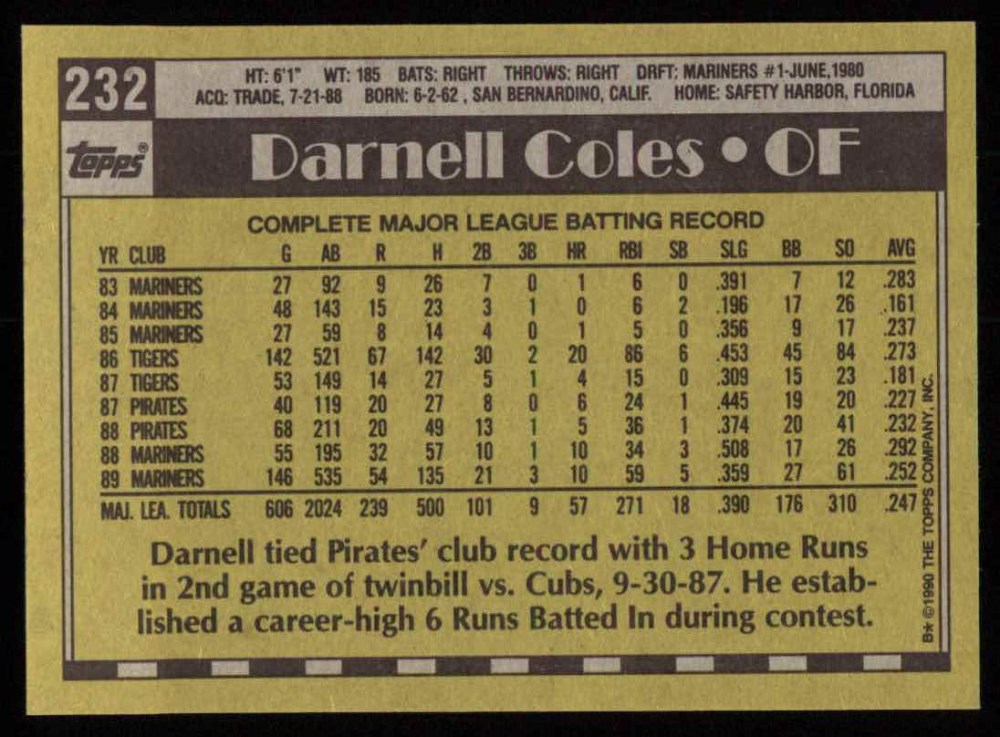 232
HT: 6'1" WT: 185 BATS: RIGHT THROWS: RIGHT DRFT: MARINERS #1-JUNE,1980
ACQ: TRADE, 7-21-88 BORN: 6-2-62 , SAN BERNARDINO, CALIF. HOME: SAFETY HARBOR, FLORIDA
topps®
Darnell Coles • OF
COMPLETE MAJOR LEAGUE BATTING RECORD
YR CLUB G AB R H 2B 3B HR RBI SB SLG BB SO AVG
83 MARINERS 27 92 9 26 7 0 1 6 0 .391 7 12 .283
84 MARINERS 48 143 15 23 3 1 0 6 2 .196 17 26 .161
85 MARINERS 27 59 8 14 4 0 1 5 0 .356 9 17 .237
86 TIGERS 142 521 67 142 30 2 20 86 6 .453 45 84 .273
87 TIGERS 53 149 14 27 5 1 4 15 0 .309 15 23 .181
87 PIRATES 40 119 20 27 8 0 6 24 1 .445 19 20 .227
88 PIRATES 68 211 20 49 13 1 5 36 1 .374 20 41 .232
88 MARINERS 55 195 32 57 10 1 10 34 3 .508 17 26 .292
89 MARINERS 146 535 54 135 21 3 10 59 5 .359 27 61 .252
MAJ. LEA. TOTALS 606 2024 239 500 101 9 57 271 18 .390 176 310 .247
Darnell tied Pirates' club record with 3 Home Runs
in 2nd game of twinbill vs. Cubs, 9-30-87. He estab-
lished a career-high 6 Runs Batted In during contest.
B* ©1990 THE TOPPS COMPANY, INC.